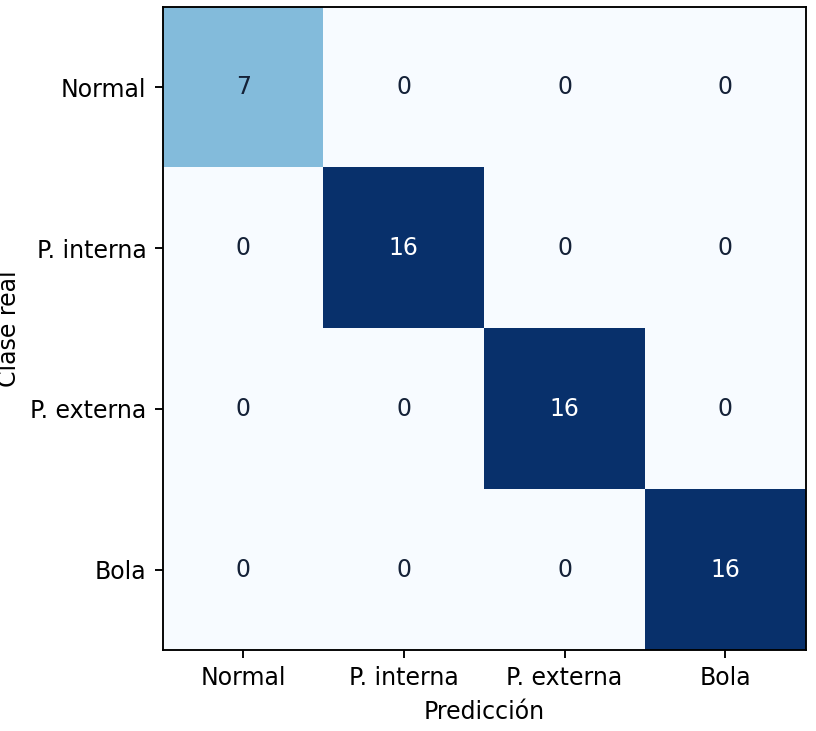 Normal 7 0 0 0
P. interna 0 16 0 0
Clase real
P. externa 0 0 16 0
Bola 0 0 0 16
Normal P. interna P. externa Bola
Predicción